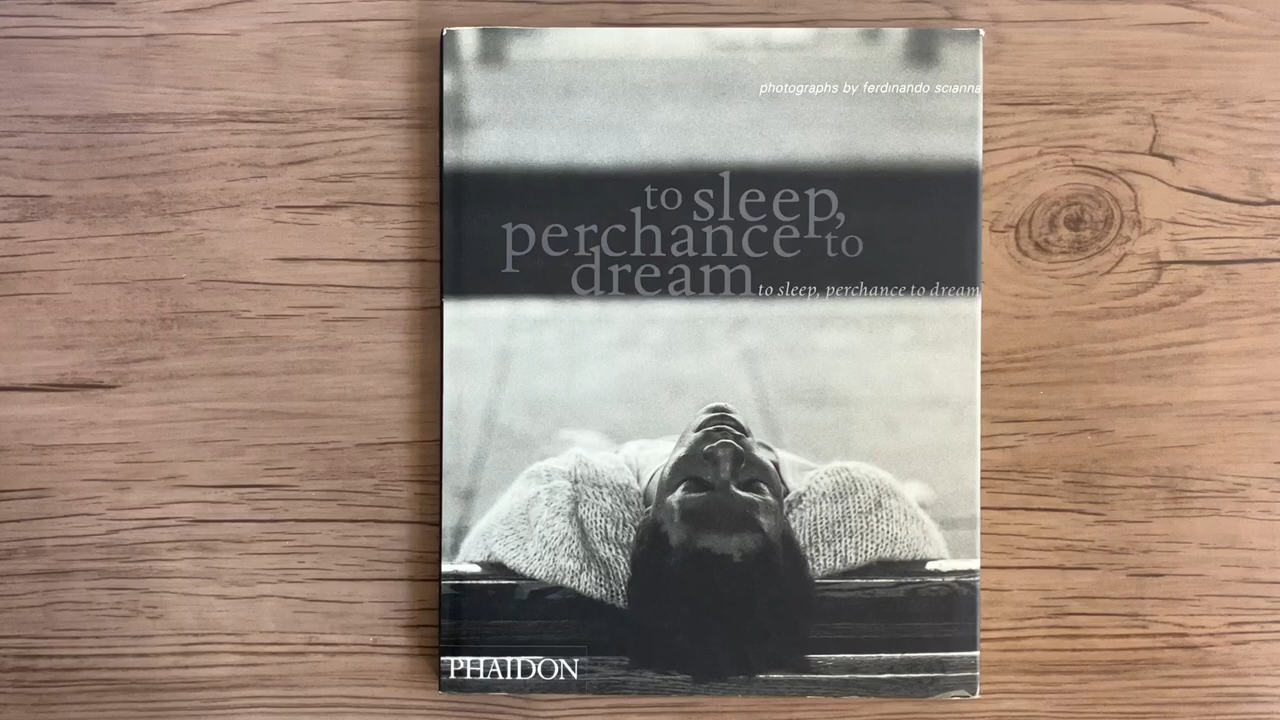 photographs by ferdinando scianna
to sleep,
perchance to
dream
to sleep, perchance to dream
PHAIDON